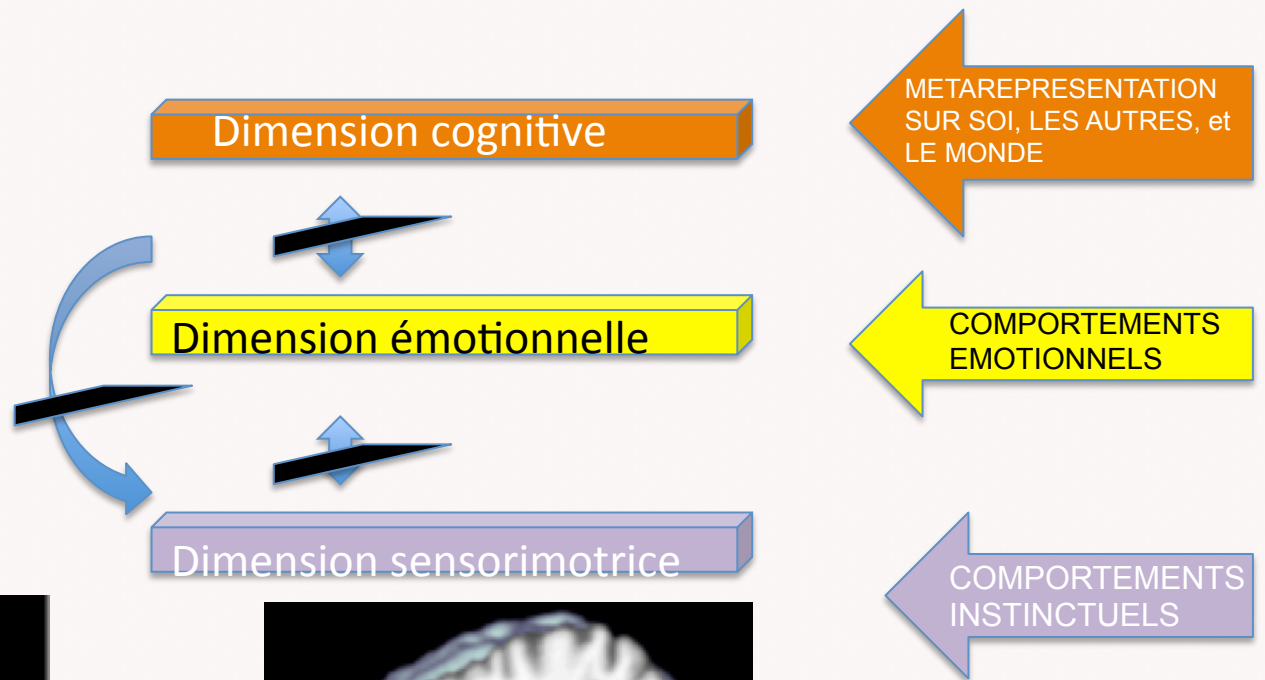 Dimension cognitive
METAREPRESENTATION
SUR SOI, LES AUTRES, et
LE MONDE
Dimension émotionnelle
COMPORTEMENTS
EMOTIONNELS
Dimension sensorimotrice
COMPORTEMENTS
INSTINCTUELS